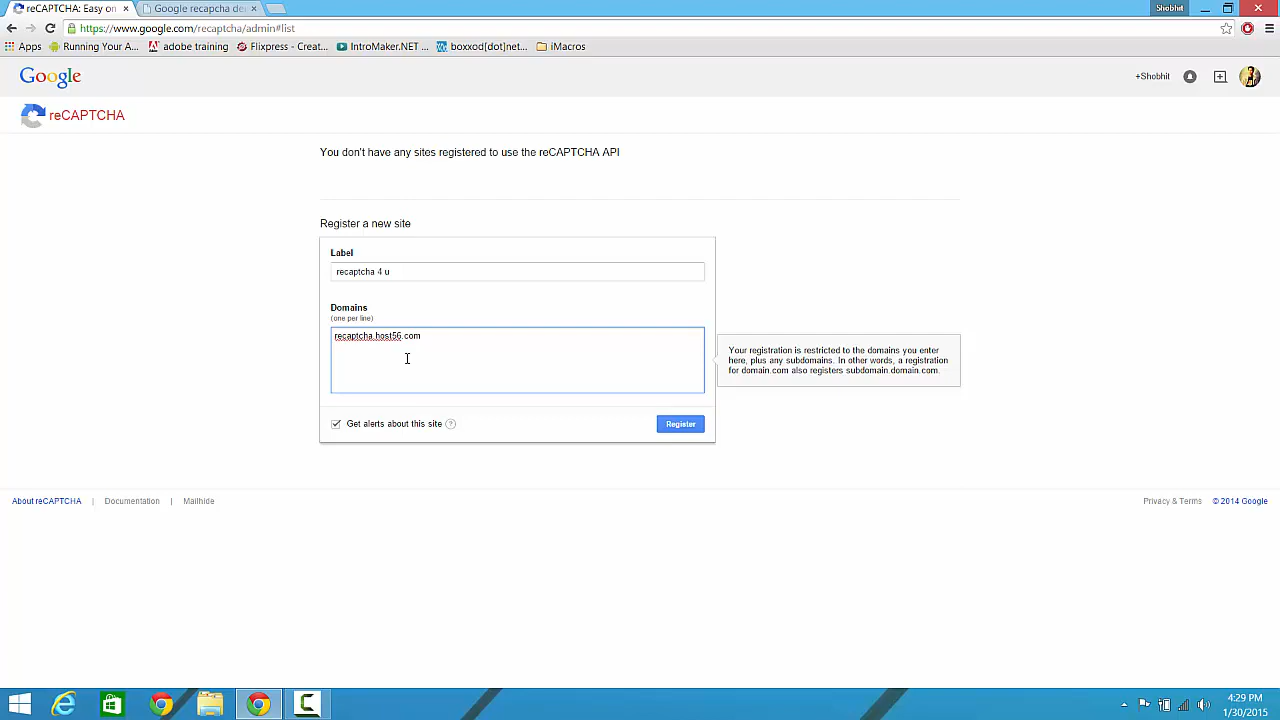 Shobhit
reCAPTCHA: Easy on
Google recapcha de
https://www.google.com/recaptcha/admin#list
Apps
Running Your A...
adobe training
Flixpress - Creat...
IntroMaker.NET ...
boxxod[dot]net...
iMacros
Google
+Shobhit
reCAPTCHA
You don't have any sites registered to use the reCAPTCHA API
Register a new site
Label
recaptcha 4 u
Domains
(one per line)
recaptcha.host56.com
Your registration is restricted to the domains you enter
here, plus any subdomains. In other words, a registration
for domain.com also registers subdomain.domain.com.
Get alerts about this site ?
Register
About reCAPTCHA | Documentation | Mailhide
Privacy & Terms © 2014 Google
4:29 PM
1/30/2015